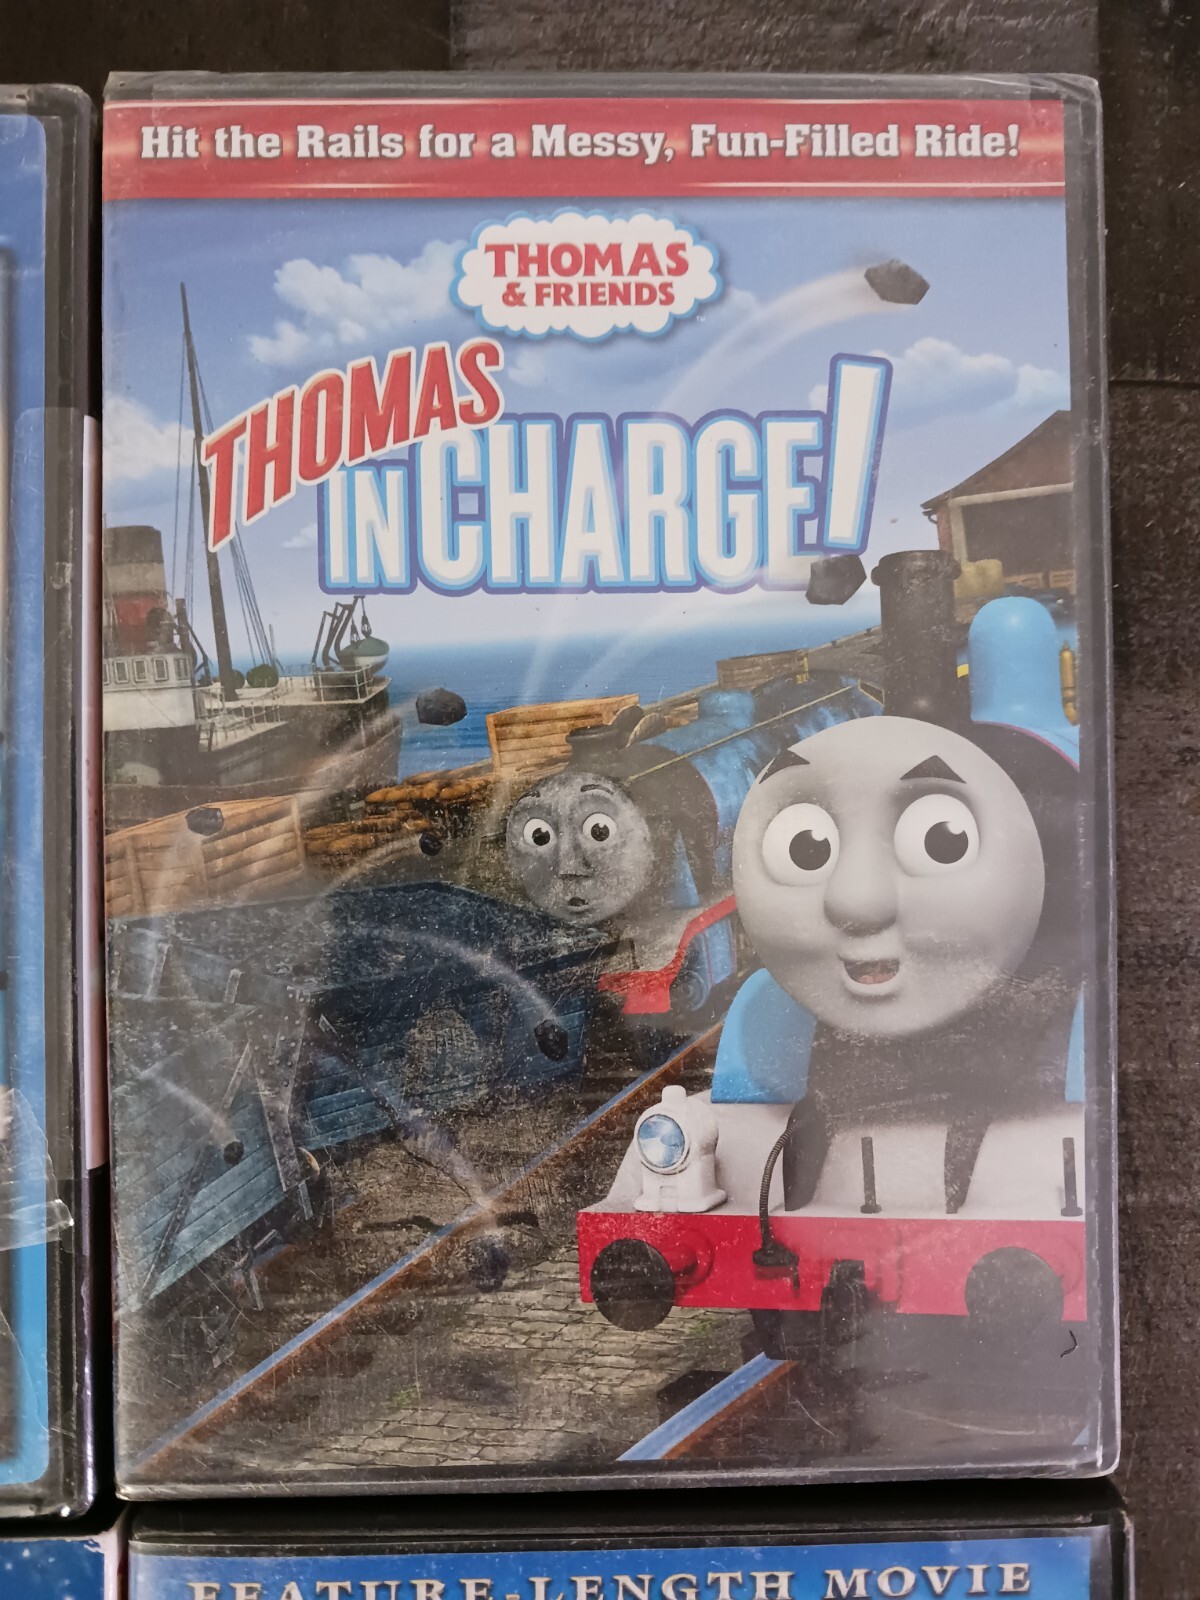 Hit the Rails for a Messy, Fun-Filled Ride!
THOMAS
& FRIENDS
THOMAS
IN CHARGE!
FEATURE-LENGTH MOVIE